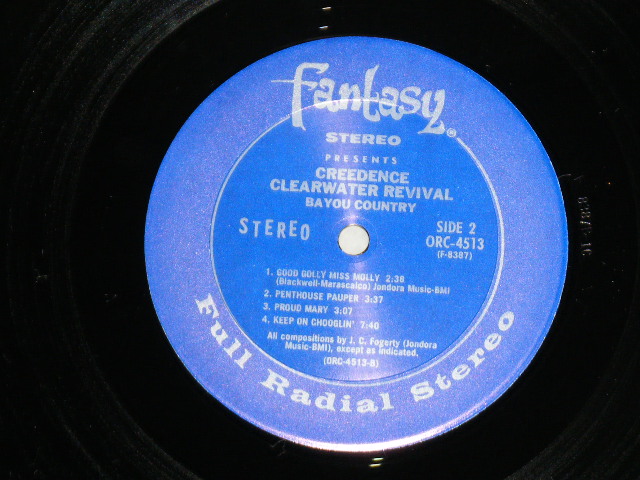 Fantasy®
STEREO
PRESENTS
CREEDENCE
CLEARWATER REVIVAL
BAYOU COUNTRY
STEREO
SIDE 2
ORC-4513
(F-8387)
1. GOOD GOLLY MISS MOLLY 2:38
(Blackwell-Marascalco) Jondora Music-BMI
2. PENTHOUSE PAUPER 3:37
3. PROUD MARY 3:07
4. KEEP ON CHOOGLIN' 7:40
All compositions by J. C. Fogerty (Jondora
Music-BMI), except as indicated.
(ORC-4513-B)
Full Radial Stereo